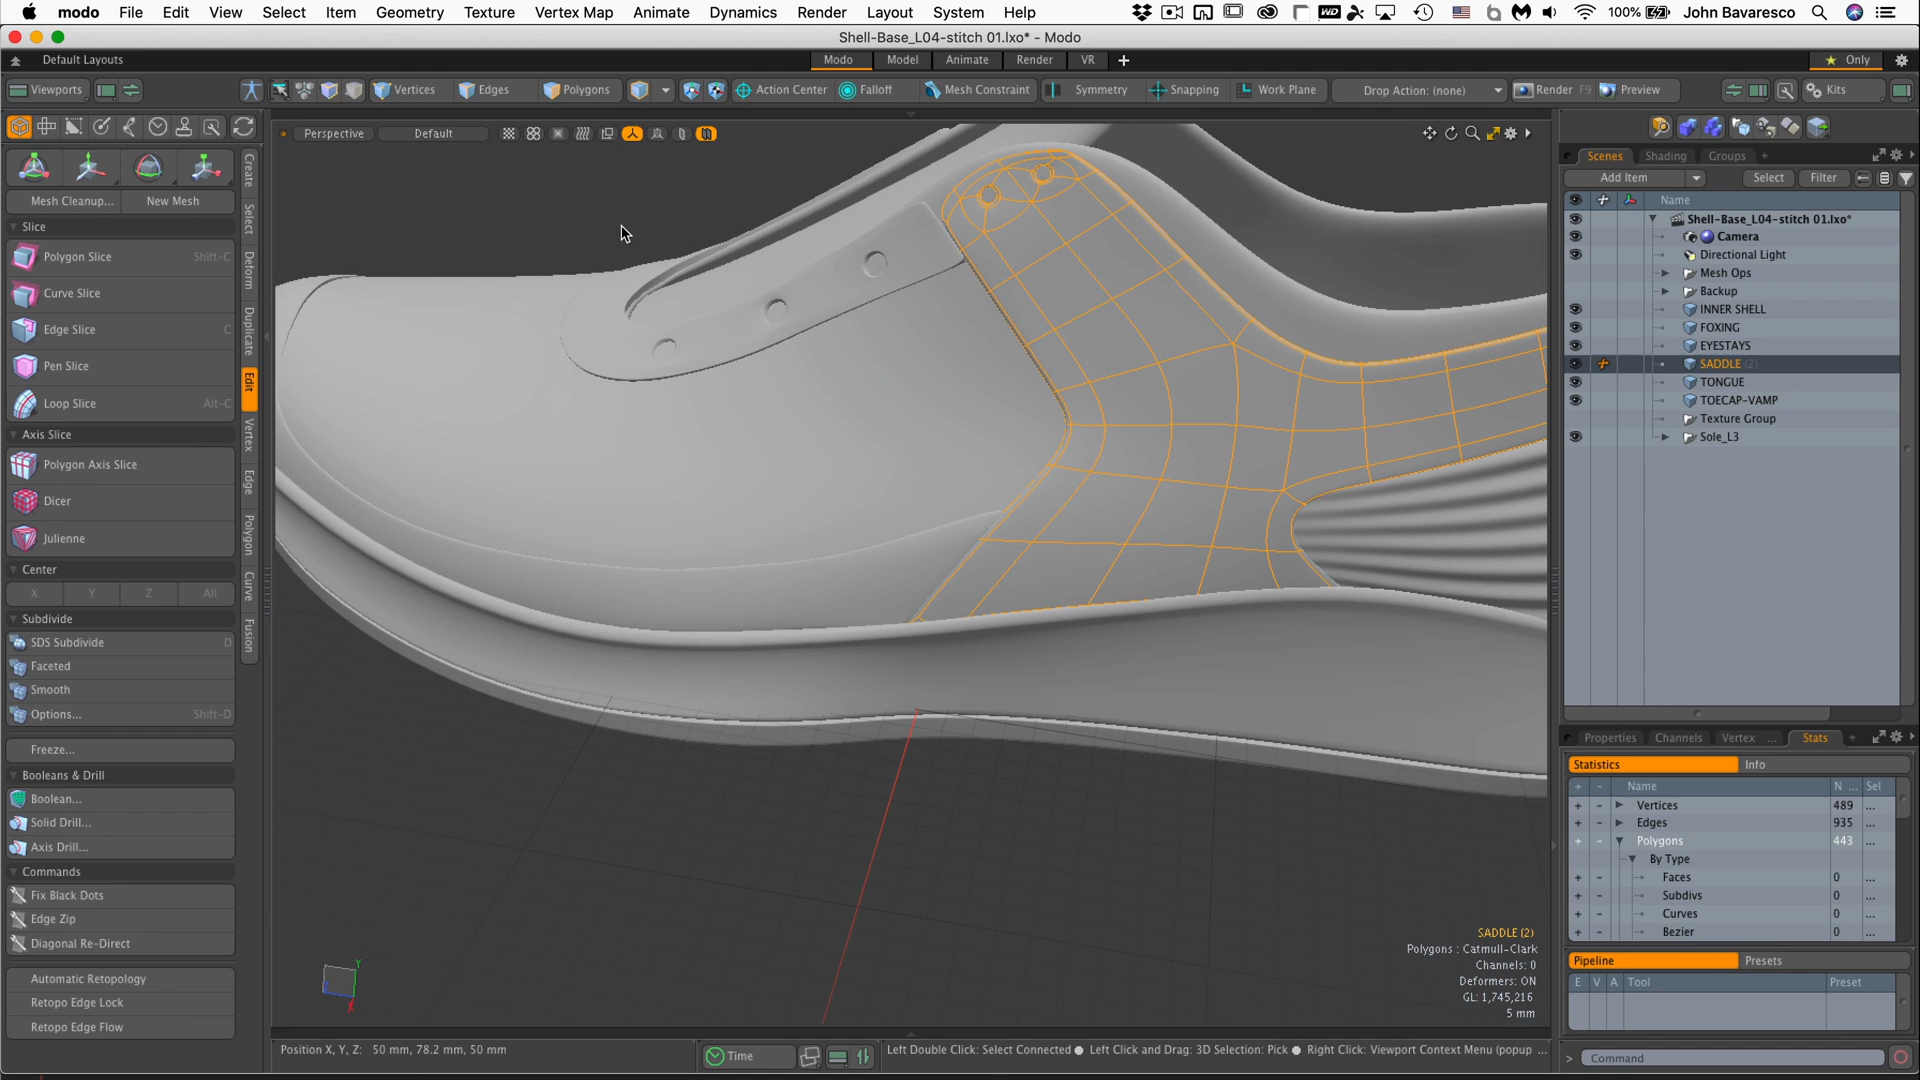 modo File Edit View Select Item Geometry Texture Vertex Map Animate Dynamics Render Layout System Help 100% John Bavaresco
Shell-Base_L04-stitch 01.lxo* - Modo
Default Layouts Modo Model Animate Render VR + Only
Viewports Vertices Edges Polygons Action Center Falloff Mesh Constraint Symmetry Snapping Work Plane Drop Action: (none) Render F9 Preview Kits
Perspective Default
Mesh Cleanup... New Mesh
Slice
Polygon Slice Shift-C
Curve Slice
Edge Slice C
Pen Slice
Loop Slice Alt-C
Axis Slice
Polygon Axis Slice
Dicer
Julienne
Center
X Y Z All
Subdivide
SDS Subdivide D
Faceted
Smooth
Options... Shift-D
Freeze...
Booleans & Drill
Boolean...
Solid Drill...
Axis Drill...
Commands
Fix Black Dots
Edge Zip
Diagonal Re-Direct
Automatic Retopology
Retopo Edge Lock
Retopo Edge Flow
Create
Select
Deform
Duplicate
Edit
Vertex
Edge
Polygon
Curve
Fusion
SADDLE (2)
Polygons : Catmull-Clark
Channels: 0
Deformers: ON
GL: 1,745,216
5 mm
Y
Z
X
Scenes Shading Groups +
Add Item Select Filter
Name
Shell-Base_L04-stitch 01.lxo*
Camera
Directional Light
Mesh Ops
Backup
INNER SHELL
FOXING
EYESTAYS
SADDLE (2)
TONGUE
TOECAP-VAMP
Texture Group
Sole_L3
Properties Channels Vertex ... Stats +
Statistics Info
+ - Name N ... Sel
+ - Vertices 489 ...
+ - Edges 935 ...
+ - Polygons 443 ...
By Type
+ - Faces 0 ...
+ - Subdivs 0 ...
+ - Curves 0 ...
+ - Bezier 0 ...
Pipeline Presets
E V A Tool Preset
Position X, Y, Z: 50 mm, 78.2 mm, 50 mm Time Left Double Click: Select Connected ● Left Click and Drag: 3D Selection: Pick ● Right Click: Viewport Context Menu (popup ...
> Command